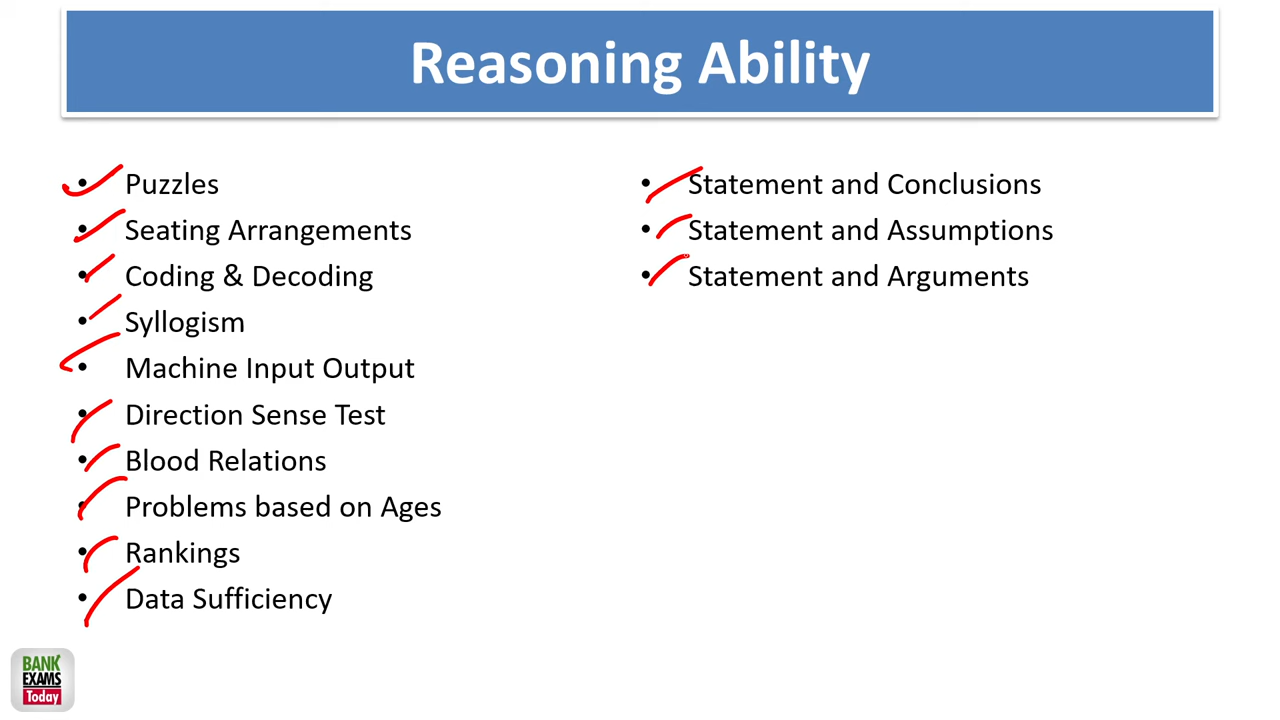 Reasoning Ability
• Puzzles
• Seating Arrangements
• Coding & Decoding
• Syllogism
• Machine Input Output
• Direction Sense Test
• Blood Relations
• Problems based on Ages
• Rankings
• Data Sufficiency
• Statement and Conclusions
• Statement and Assumptions
• Statement and Arguments
BANK
EXAMS
Today